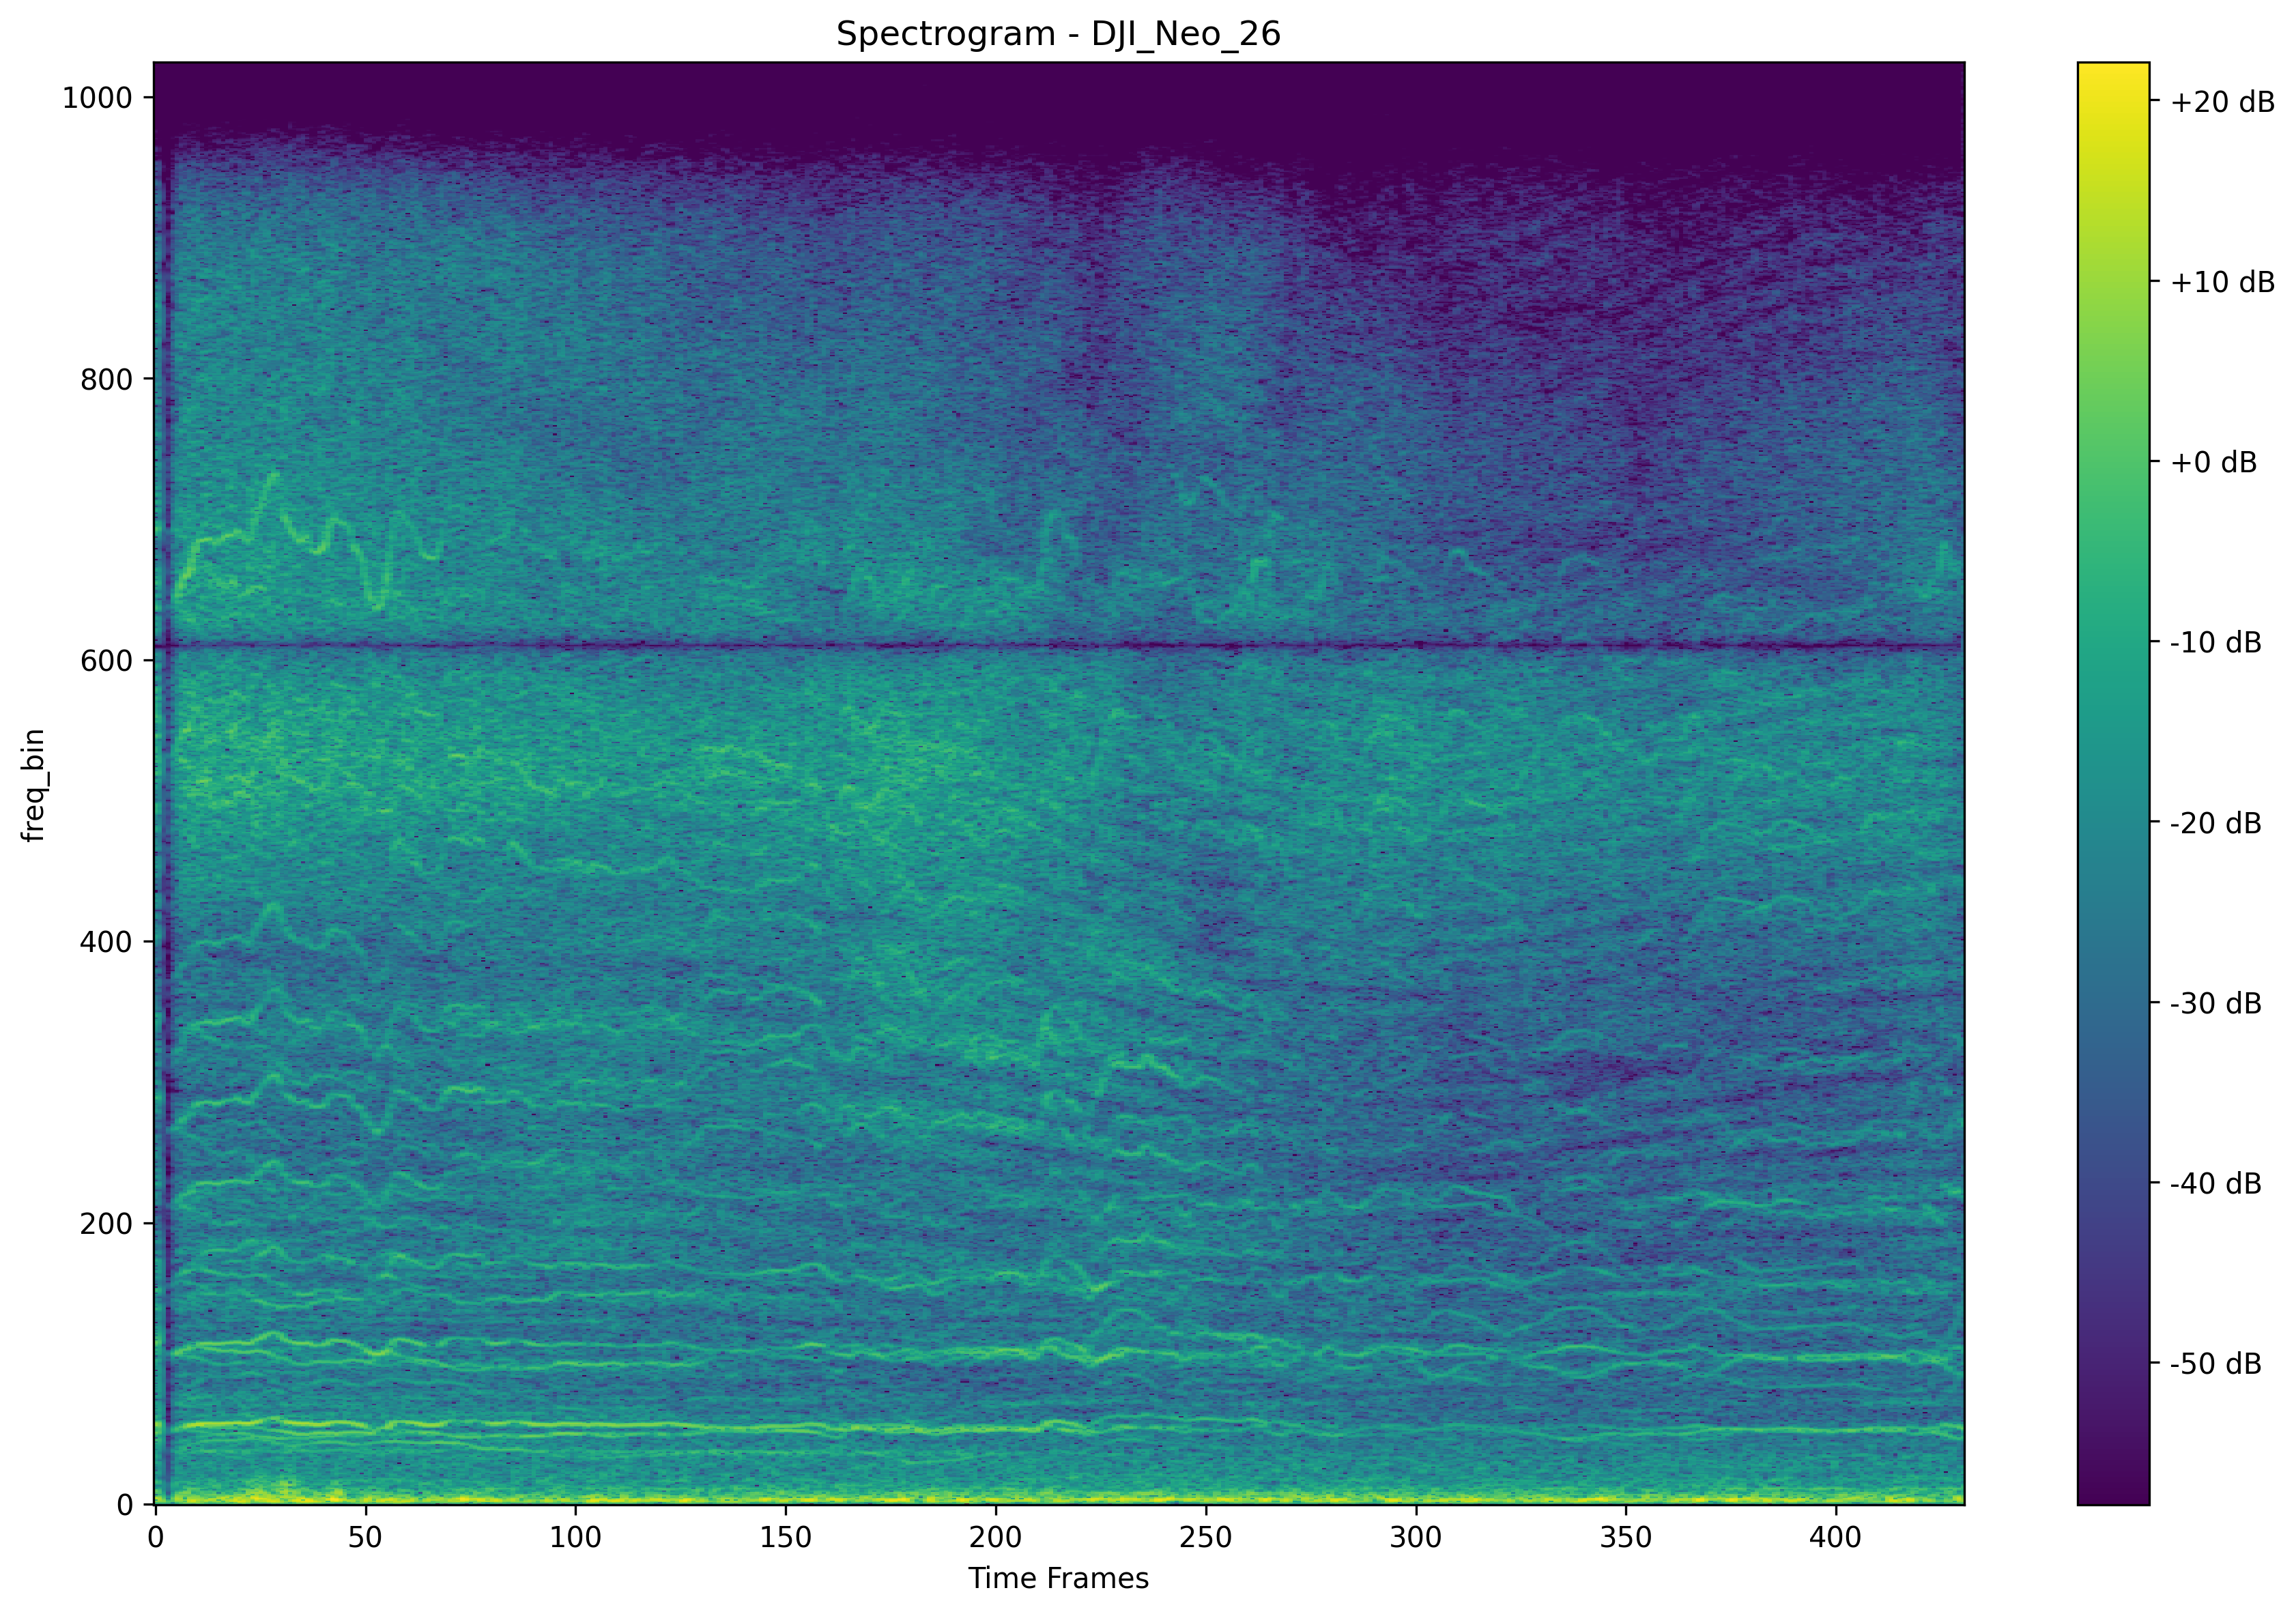 Spectrogram - DJI_Neo_26
freq_bin
1000
800
600
400
200
0
0 50 100 150 200 250 300 350 400
Time Frames
+20 dB
+10 dB
+0 dB
-10 dB
-20 dB
-30 dB
-40 dB
-50 dB